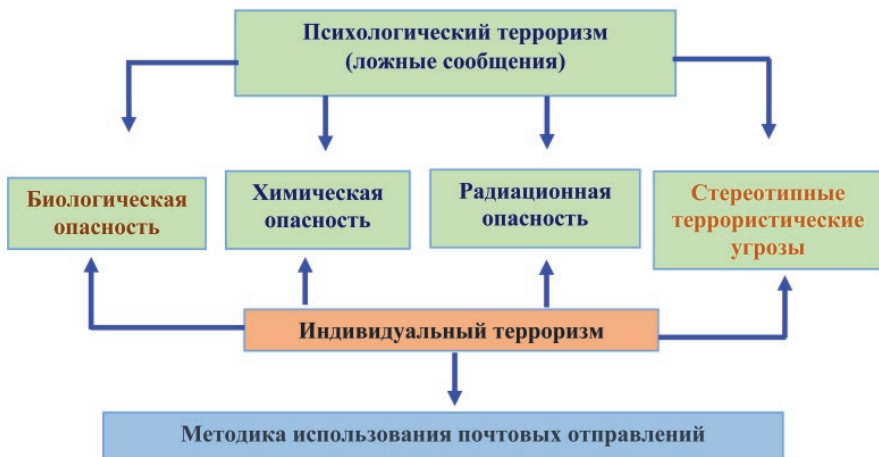 Психологический терроризм
(ложные сообщения)
Биологическая
опасность
Химическая
опасность
Радиационная
опасность
Стереотипные
террористические
угрозы
Индивидуальный терроризм
Методика использования почтовых отправлений